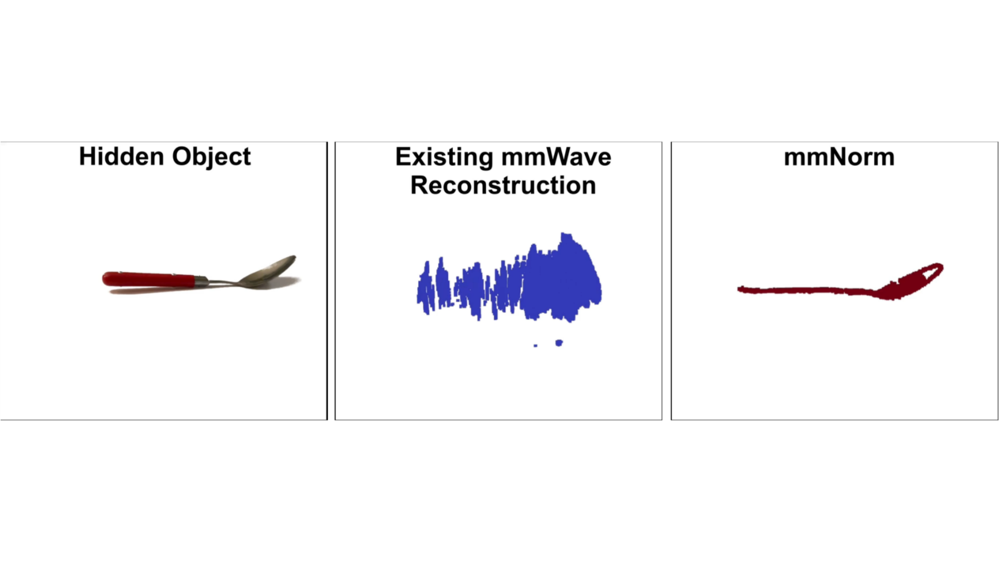 Hidden Object
Existing mmWave
Reconstruction
mmNorm